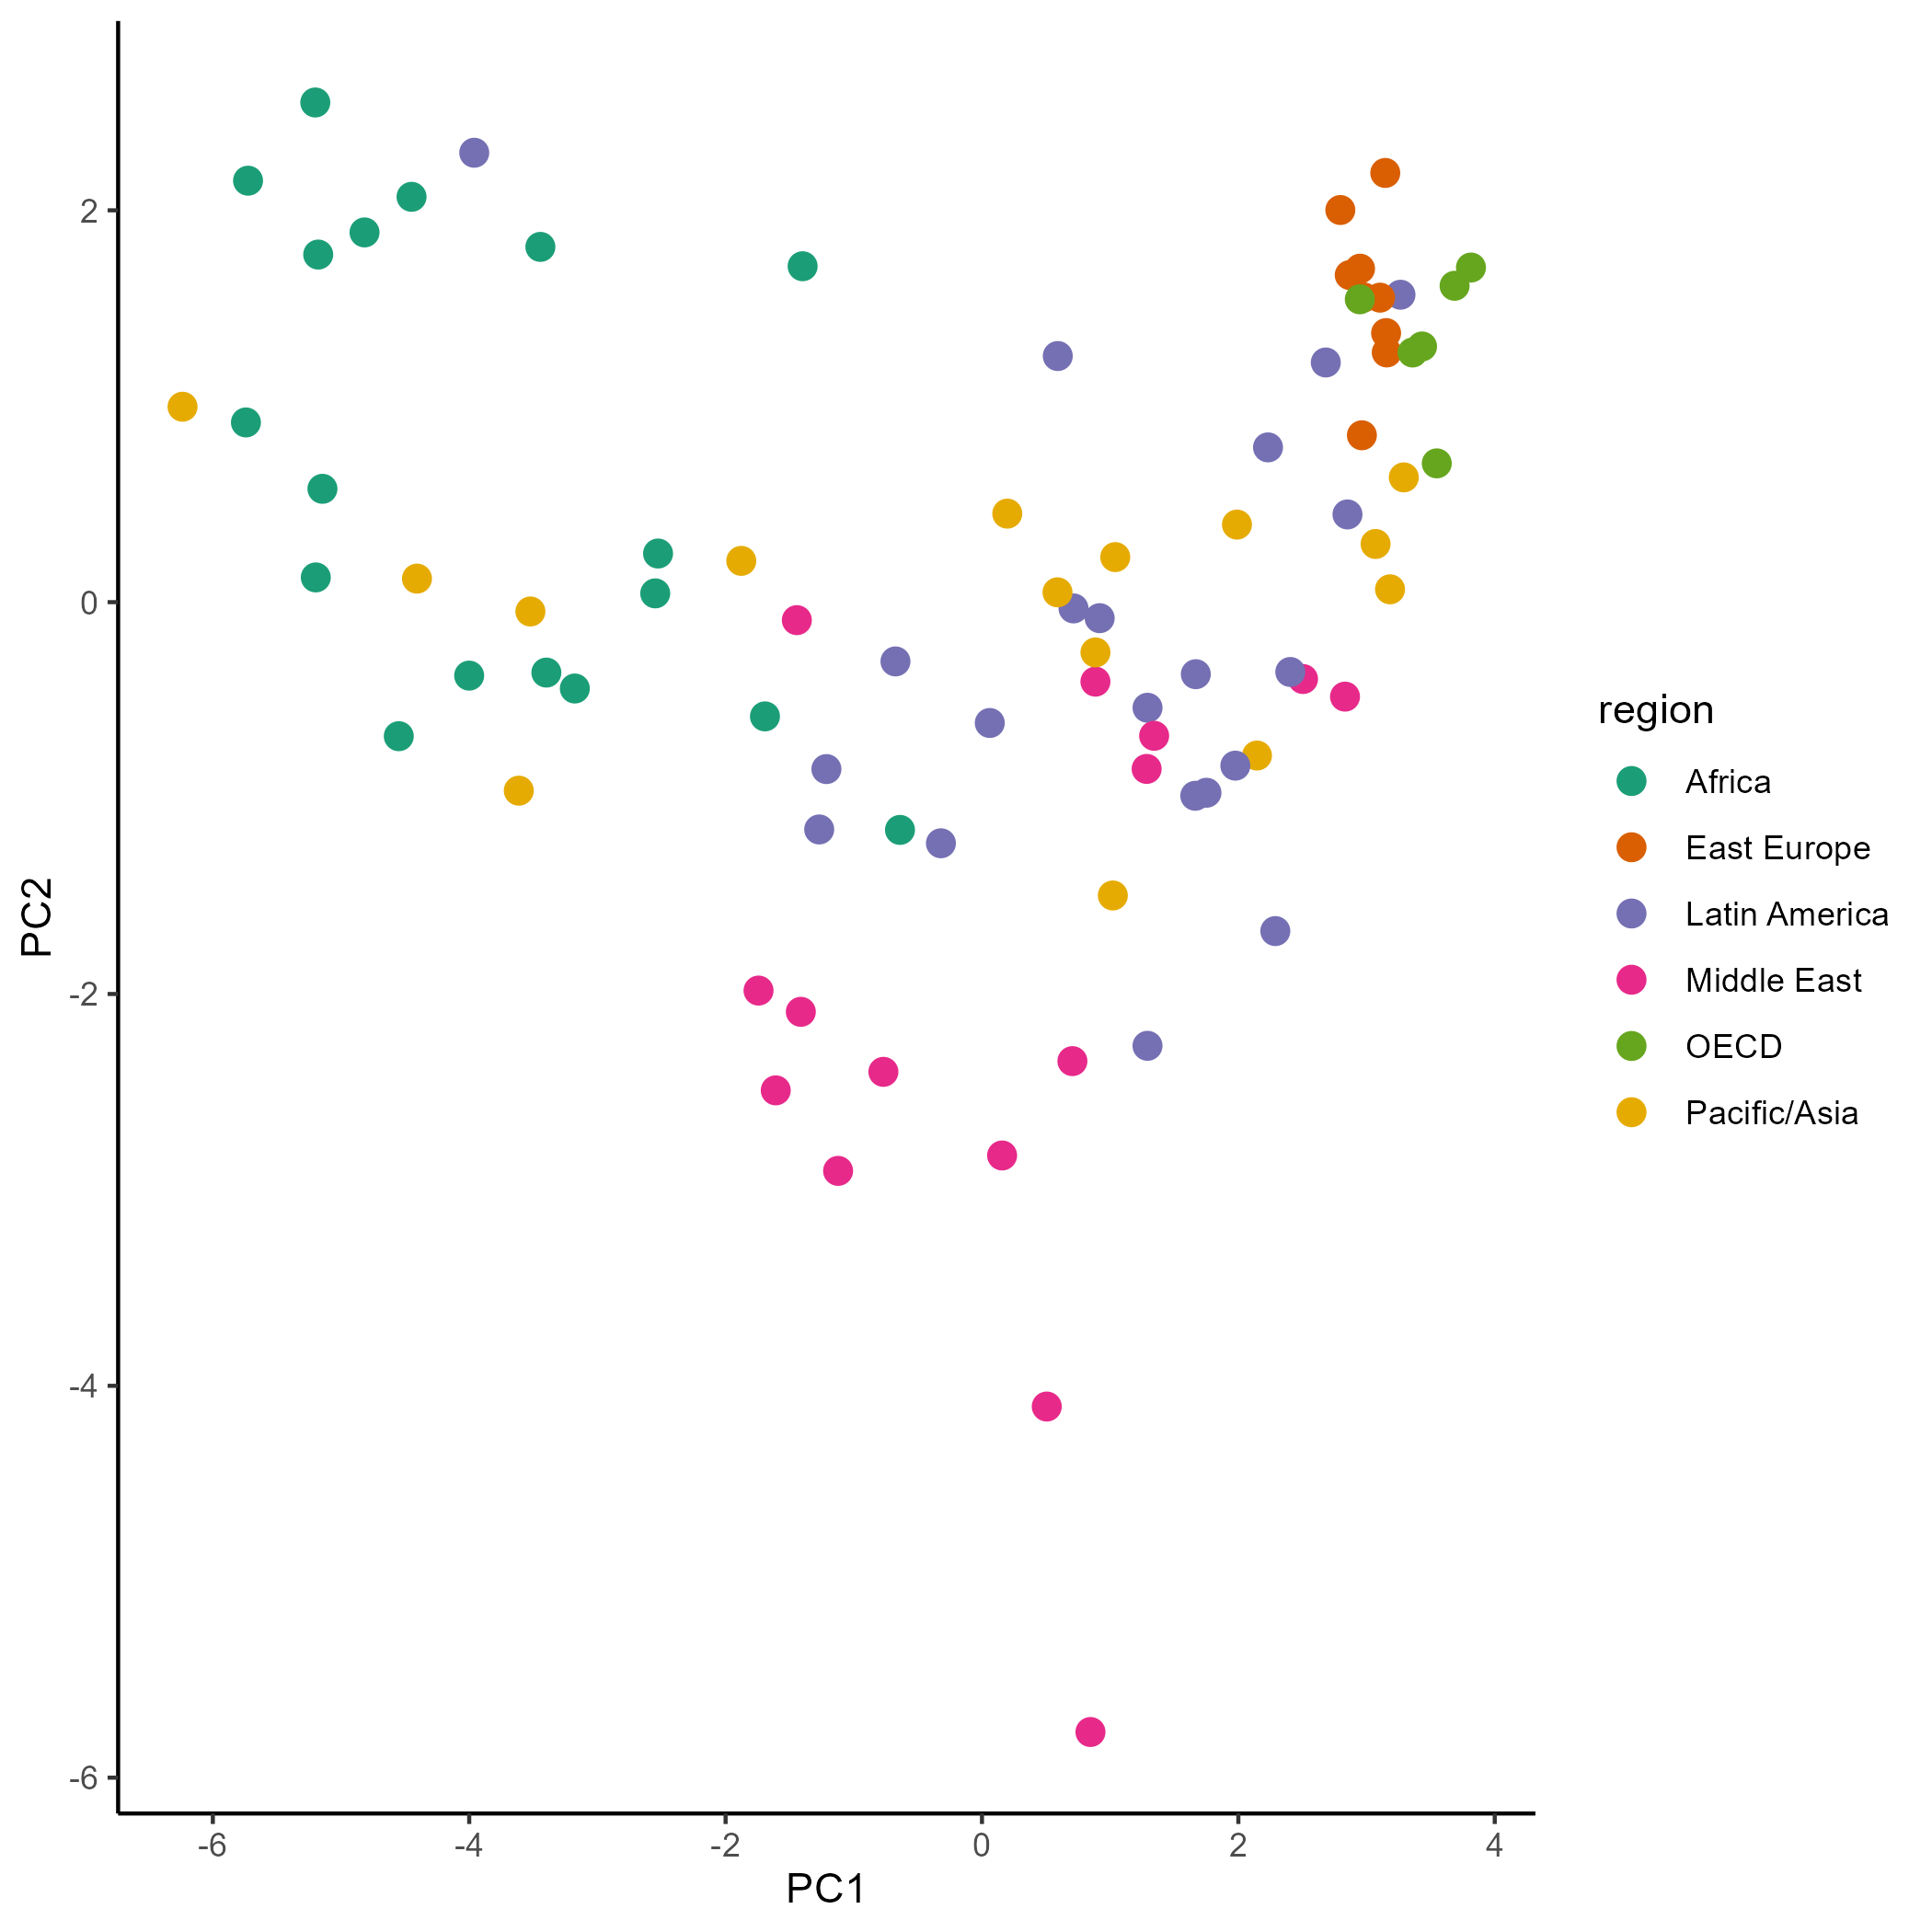 2
0
-2
-4
-6
PC2
-6
-4
-2
0
2
4
PC1
region
Africa
East Europe
Latin America
Middle East
OECD
Pacific/Asia